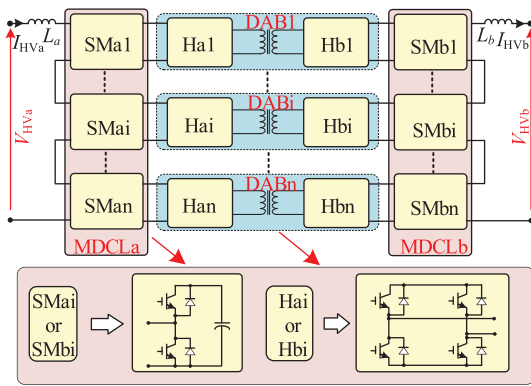 DAB1
I_HVa L_a SMa1 Ha1 Hb1 SMb1 L_b I_HVb
V_HVa SMai Hai DABi Hbi SMbi V_HVb
SMan Han DABn Hbn SMbn
MDCLa MDCLb
SMai or SMbi
Hai or Hbi